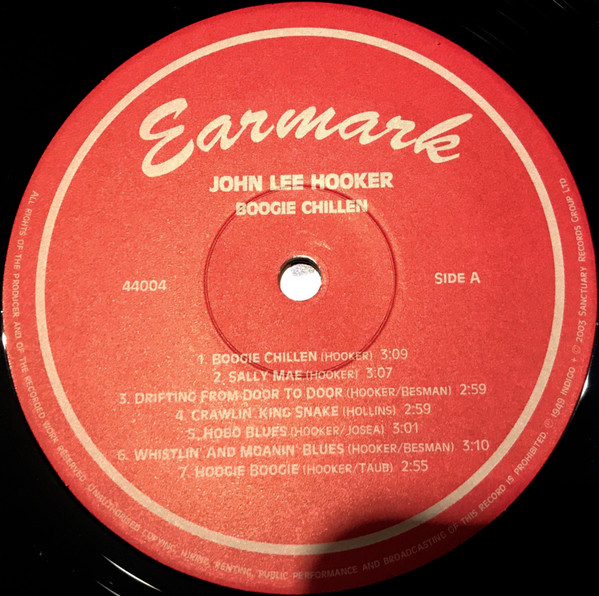 Earmark
JOHN LEE HOOKER
BOOGIE CHILLEN
44004
SIDE A
1. BOOGIE CHILLEN (HOOKER) 3:09
2. SALLY MAE (HOOKER) 3:07
3. DRIFTING FROM DOOR TO DOOR (HOOKER/BESMAN) 2:59
4. CRAWLIN' KING SNAKE (HOLLINS) 2:59
5. HOBO BLUES (HOOKER/JOSEA) 3:01
6. WHISTLIN' AND MOANIN' BLUES (HOOKER/BESMAN) 3:10
7. HOOGIE BOOGIE (HOOKER/TAUB) 2:55
ALL RIGHTS OF THE PRODUCER AND OF THE RECORDED WORK RESERVED. UNAUTHORISED COPYING, HIRING, RENTING, PUBLIC PERFORMANCE AND BROADCASTING OF THIS RECORD IS PROHIBITED. ℗ 1949 INDIGO + © 2003 SANCTUARY RECORDS GROUP LTD